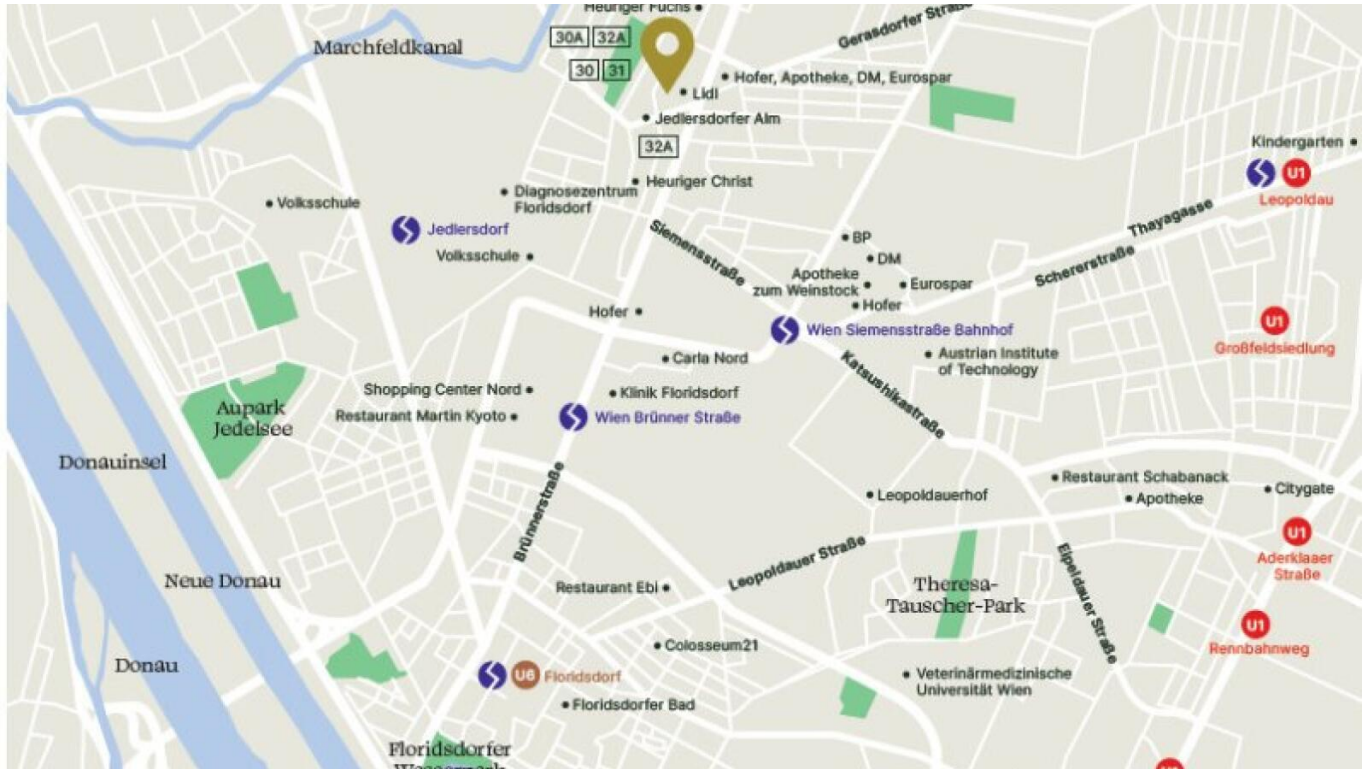 Heuriger Fuchs
Gerasdorfer Straße
30A 32A
Marchfeldkanal
30 31
Hofer, Apotheke, DM, Eurospar
Lidl
Jedlersdorfer Alm
32A
Kindergarten
U1
Leopoldau
Heuriger Christ
Diagnosezentrum
Floridsdorf
Volksschule
Thayagasse
Jedlersdorf
Siemensstraße
BP
Volksschule
DM
Schererstraße
Apotheke
zum Weinstock
Eurospar
Hofer
Hofer
U1
Großfeldsiedlung
Wien Siemensstraße Bahnhof
Carla Nord
Austrian Institute
of Technology
Katsushikastraße
Shopping Center Nord
Klinik Floridsdorf
Aupark
Jedelsee
Restaurant Martin Kyoto
Wien Brünner Straße
Donauinsel
Restaurant Schabanack
Citygate
Leopoldauerhof
Apotheke
Brünnerstraße
U1
Aderklaaer
Straße
Leopoldauer Straße
Neue Donau
Restaurant Ebi
Theresa-
Tauscher-Park
Eipeldauer Straße
U1
Rennbahnweg
Colosseum21
Donau
U6
Floridsdorf
Veterinärmedizinische
Universität Wien
Floridsdorfer Bad
Floridsdorfer